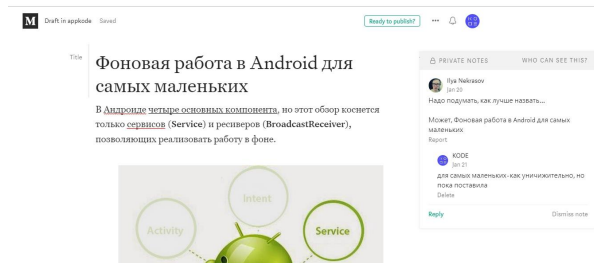 M Draft in appkode Saved Ready to publish?
Title
Фоновая работа в Android для
самых маленьких
В Андроиде четыре основных компонента, но этот обзор коснется
только сервисов (Service) и ресиверов (BroadcastReceiver),
позволяющих реализовать работу в фоне.
Intent
Activity
Service
PRIVATE NOTES WHO CAN SEE THIS?
Ilya Nekrasov
Jan 20
Надо подумать, как лучше назвать...
Может, Фоновая работа в Android для самых
маленьких
Report
KODE
Jan 21
для самых маленьких-как уничижительно, но
пока поставила
Delete
Reply Dismiss note